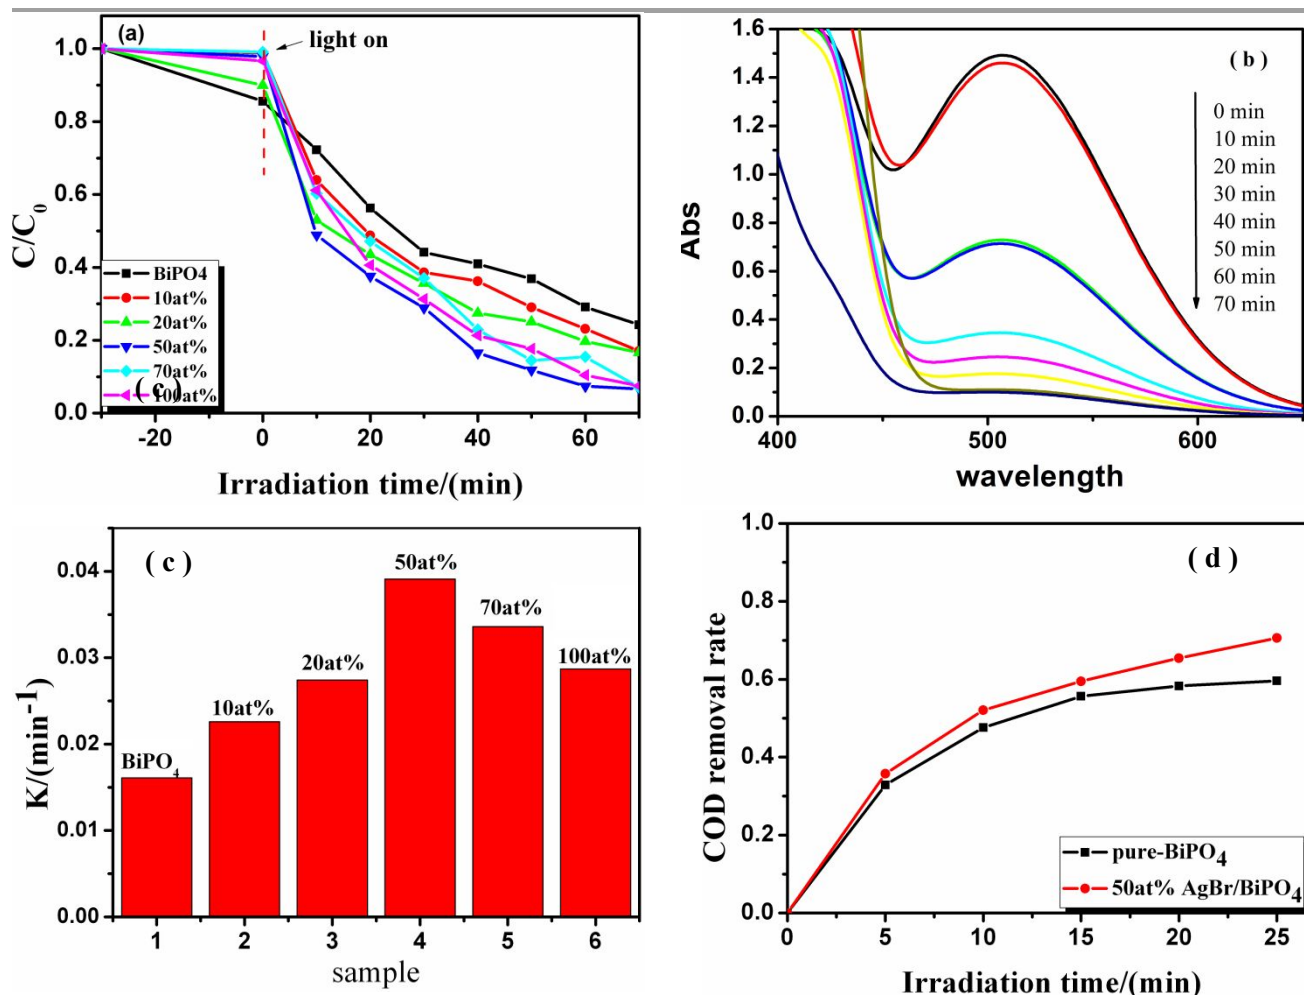 (a)
light on
1.0
0.8
0.6
0.4
0.2
0.0
C/C0
BiPO4
10at%
20at%
50at%
70at%
100at%
( c )
-20 0 20 40 60
Irradiation time/(min)
( b )
1.6
1.4
1.2
1.0
0.8
0.6
0.4
0.2
0.0
Abs
0 min
10 min
20 min
30 min
40 min
50 min
60 min
70 min
400 500 600
wavelength
( c )
0.04
0.03
0.02
0.01
0.00
K/(min-1)
BiPO4
10at%
20at%
50at%
70at%
100at%
1 2 3 4 5 6
sample
( d )
1.0
0.8
0.6
0.4
0.2
0.0
COD removal rate
pure-BiPO4
50at% AgBr/BiPO4
0 5 10 15 20 25
Irradiation time/(min)